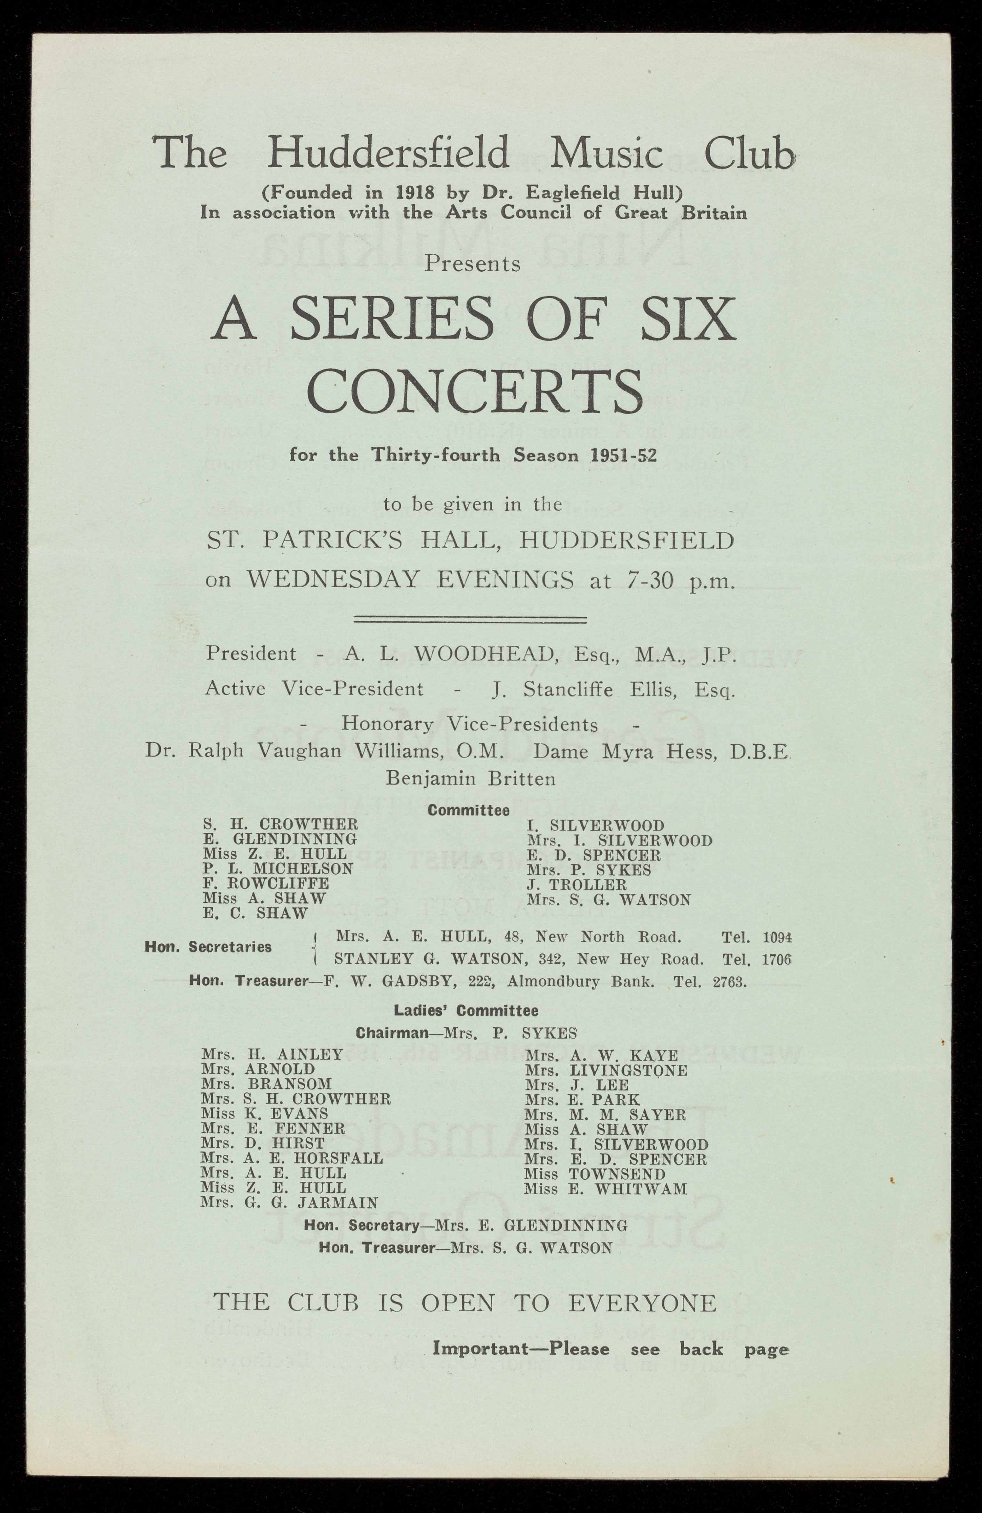 The Huddersfield Music Club
(Founded in 1918 by Dr. Eaglefield Hull)
In association with the Arts Council of Great Britain
Presents
A SERIES OF SIX
CONCERTS
for the Thirty-fourth Season 1951-52
to be given in the
ST. PATRICK'S HALL, HUDDERSFIELD
on WEDNESDAY EVENINGS at 7-30 p.m.
President - A. L. WOODHEAD, Esq., M.A., J.P.
Active Vice-President - J. Stancliffe Ellis, Esq.
- Honorary Vice-Presidents -
Dr. Ralph Vaughan Williams, O.M. Dame Myra Hess, D.B.E.
Benjamin Britten
Committee
S. H. CROWTHER
E. GLENDINNING
Miss Z. E. HULL
P. L. MICHELSON
F. ROWCLIFFE
Miss A. SHAW
E. C. SHAW
I. SILVERWOOD
Mrs. I. SILVERWOOD
E. D. SPENCER
Mrs. P. SYKES
J. TROLLER
Mrs. S. G. WATSON
Hon. Secretaries { Mrs. A. E. HULL, 48, New North Road. Tel. 1094
STANLEY G. WATSON, 342, New Hey Road. Tel. 1706
Hon. Treasurer—F. W. GADSBY, 222, Almondbury Bank. Tel. 2763.
Ladies' Committee
Chairman—Mrs. P. SYKES
Mrs. H. AINLEY
Mrs. ARNOLD
Mrs. BRANSOM
Mrs. S. H. CROWTHER
Miss K. EVANS
Mrs. E. FENNER
Mrs. D. HIRST
Mrs. A. E. HORSFALL
Mrs. A. E. HULL
Miss Z. E. HULL
Mrs. G. G. JARMAIN
Mrs. A. W. KAYE
Mrs. LIVINGSTONE
Mrs. J. LEE
Mrs. E. PARK
Mrs. M. M. SAYER
Miss A. SHAW
Mrs. I. SILVERWOOD
Mrs. E. D. SPENCER
Miss TOWNSEND
Miss E. WHITWAM
Hon. Secretary—Mrs. E. GLENDINNING
Hon. Treasurer—Mrs. S. G. WATSON
THE CLUB IS OPEN TO EVERYONE
Important—Please see back page